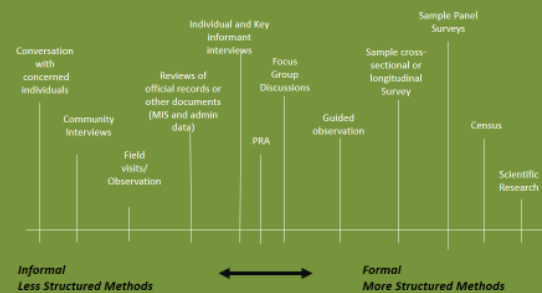 Conversation
with
concerned
individuals
Community
Interviews
Field
visits/
Observation
Reviews of
official records or
other documents
(MIS and admin
data)
Individual and Key
informant
interviews
PRA
Focus
Group
Discussions
Guided
observation
Sample cross-
sectional or
longitudinal
Survey
Sample Panel
Surveys
Census
Scientific
Research
Informal
Less Structured Methods
Formal
More Structured Methods